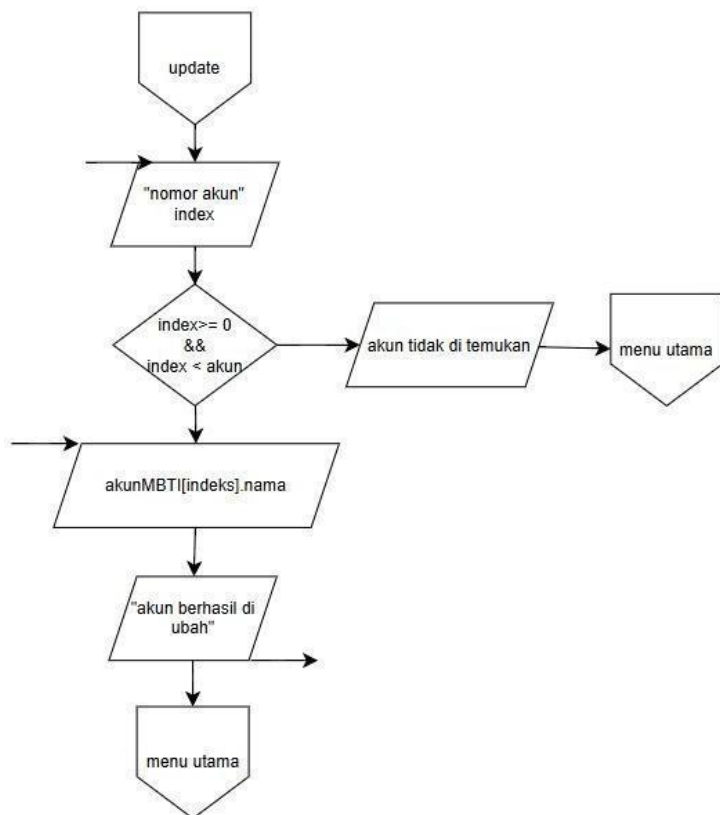 update
"nomor akun"
index
index>= 0
&&
index < akun
akun tidak di temukan
menu utama
akunMBTI[indeks].nama
"akun berhasil di
ubah"
menu utama